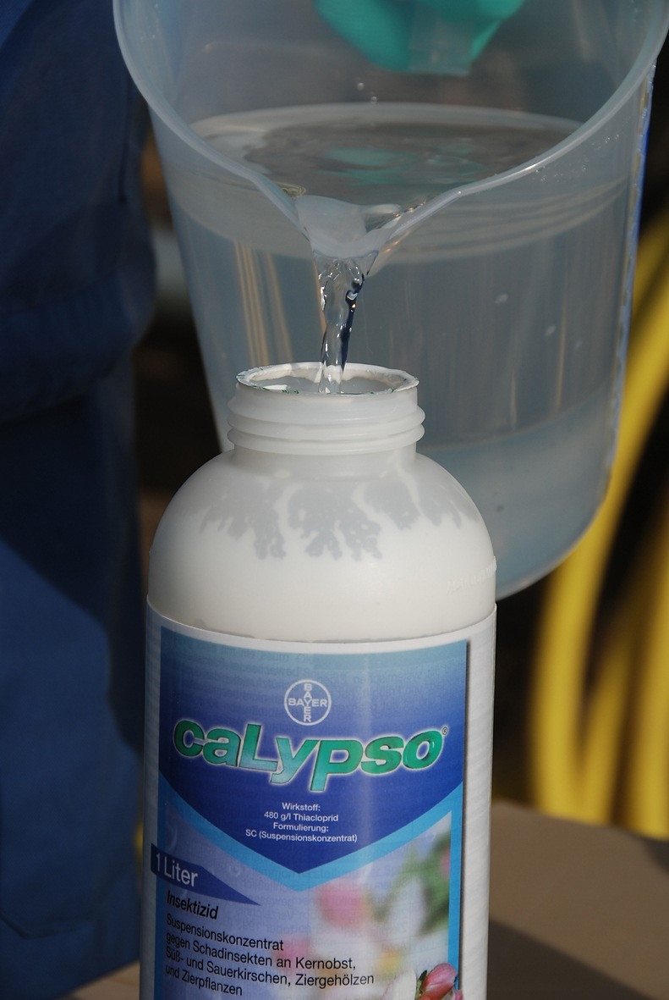 BAYER
BAYER
caLypso®
Wirkstoff:
480 g/l Thiacloprid
Formulierung:
SC (Suspensionskonzentrat)
1 Liter
Insektizid
Suspensionskonzentrat
gegen Schadinsekten an Kernobst,
Süß- und Sauerkirschen, Ziergehölzen
und Zierpflanzen